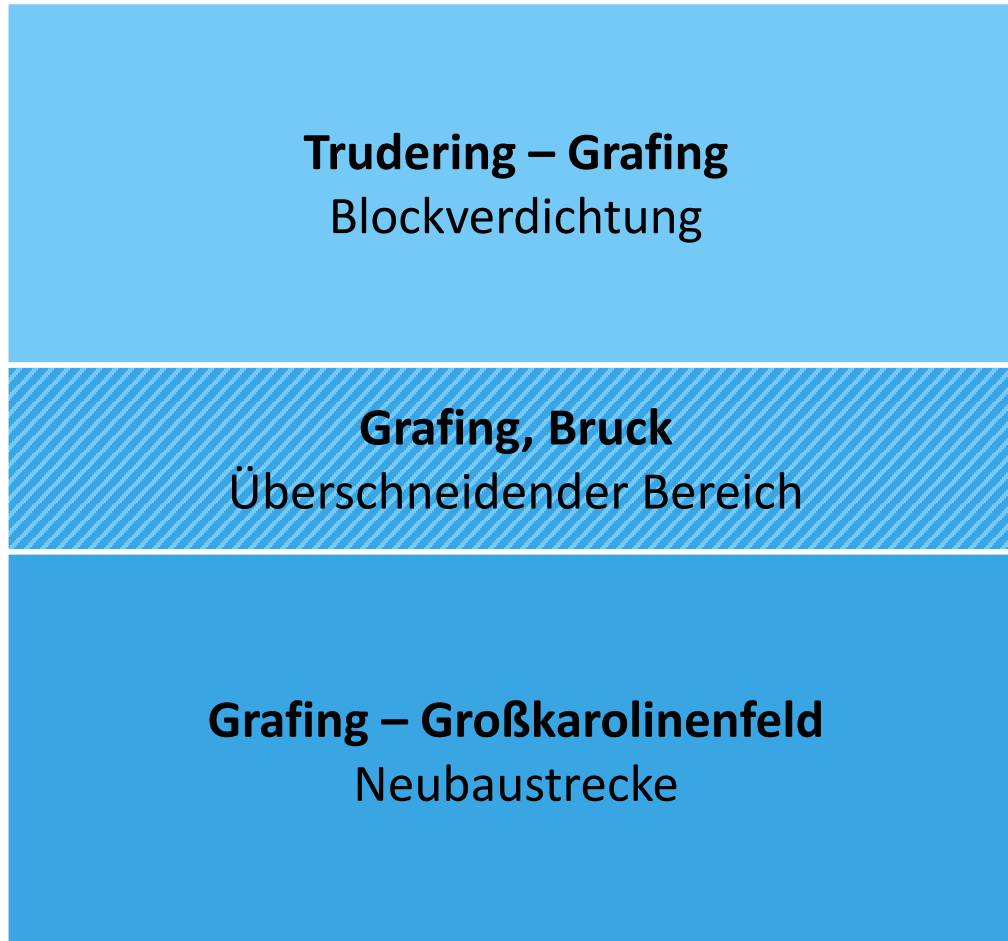 Trudering – Grafing
Blockverdichtung
Grafing, Bruck
Überschneidender Bereich
Grafing – Großkarolinenfeld
Neubaustrecke